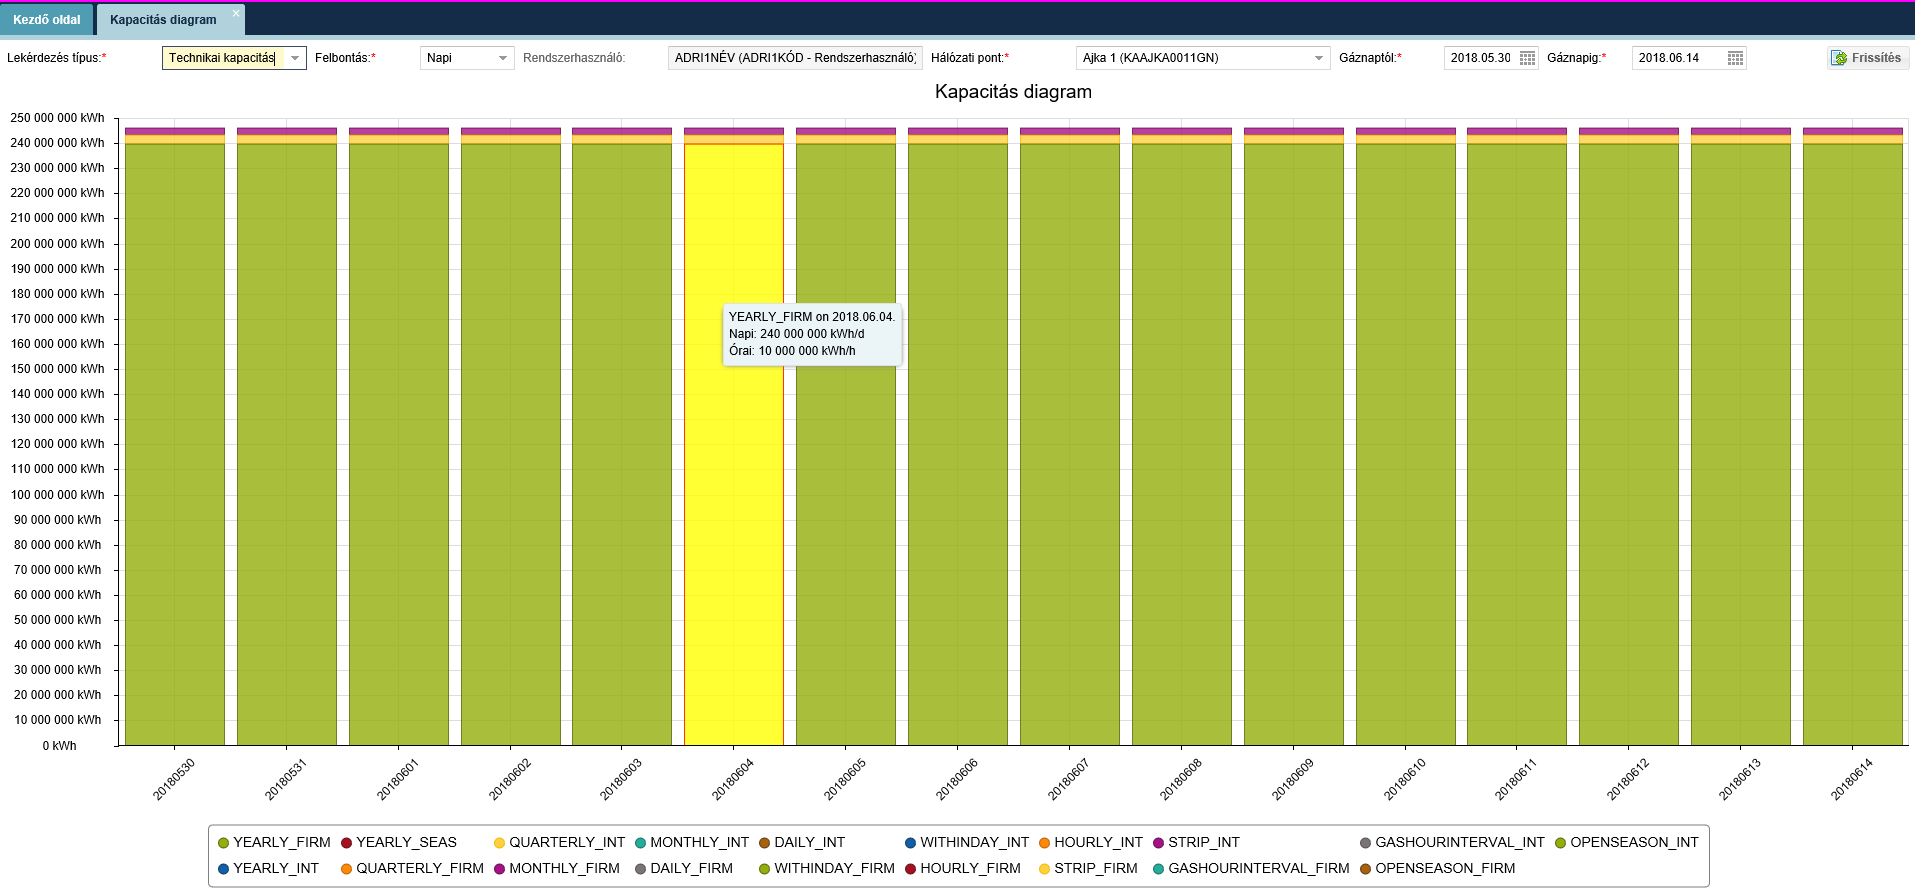 Kezdő oldal
Kapacitás diagram
Lekérdezés típus:* Technikai kapacitás Felbontás:* Napi Rendszerhasználó: ADRI1NÉV (ADRI1KÓD - Rendszerhasználó) Hálózati pont:* Ajka 1 (KAAJKA0011GN) Gáznaptól:* 2018.05.30 Gáznapig:* 2018.06.14 Frissítés
Kapacitás diagram
250 000 000 kWh
240 000 000 kWh
230 000 000 kWh
220 000 000 kWh
210 000 000 kWh
200 000 000 kWh
190 000 000 kWh
180 000 000 kWh
170 000 000 kWh
160 000 000 kWh
150 000 000 kWh
140 000 000 kWh
130 000 000 kWh
120 000 000 kWh
110 000 000 kWh
100 000 000 kWh
90 000 000 kWh
80 000 000 kWh
70 000 000 kWh
60 000 000 kWh
50 000 000 kWh
40 000 000 kWh
30 000 000 kWh
20 000 000 kWh
10 000 000 kWh
0 kWh
YEARLY_FIRM on 2018.06.04.
Napi: 240 000 000 kWh/d
Órai: 10 000 000 kWh/h
20180530
20180531
20180601
20180602
20180603
20180604
20180605
20180606
20180607
20180608
20180609
20180610
20180611
20180612
20180613
20180614
YEARLY_FIRM YEARLY_SEAS QUARTERLY_INT MONTHLY_INT DAILY_INT WITHINDAY_INT HOURLY_INT STRIP_INT GASHOURINTERVAL_INT OPENSEASON_INT
YEARLY_INT QUARTERLY_FIRM MONTHLY_FIRM DAILY_FIRM WITHINDAY_FIRM HOURLY_FIRM STRIP_FIRM GASHOURINTERVAL_FIRM OPENSEASON_FIRM